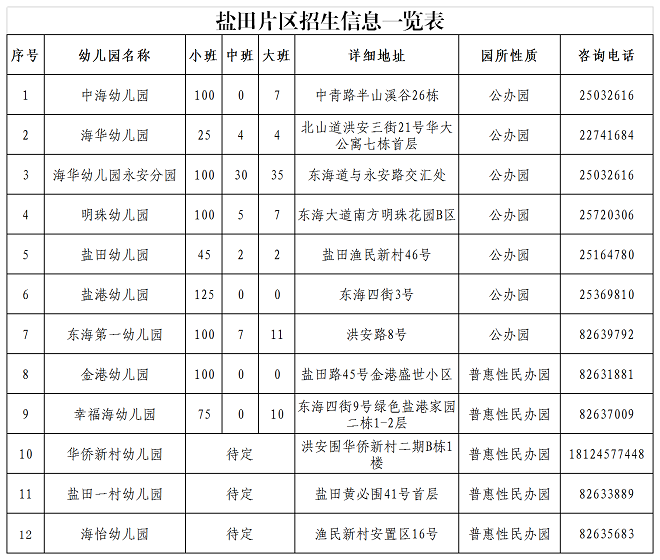 盐田片区招生信息一览表
序号 幼儿园名称 小班 中班 大班 详细地址 园所性质 咨询电话
1 中海幼儿园 100 0 7 中青路半山溪谷26栋 公办园 25032616
2 海华幼儿园 25 4 4 北山道洪安三街21号华大
公寓七栋首层 公办园 22741684
3 海华幼儿园永安分园 100 30 35 东海道与永安路交汇处 公办园 25032616
4 明珠幼儿园 100 5 7 东海大道南方明珠花园B区 公办园 25720306
5 盐田幼儿园 45 2 2 盐田渔民新村46号 公办园 25164780
6 盐港幼儿园 125 0 0 东海四街3号 公办园 25369810
7 东海第一幼儿园 100 7 11 洪安路8号 公办园 82639792
8 金港幼儿园 100 0 0 盐田路45号金港盛世小区 普惠性民办园 82631881
9 幸福海幼儿园 75 0 10 东海四街9号绿色盐港家园
二栋1-2层 普惠性民办园 82637009
10 华侨新村幼儿园 待定 洪安围华侨新村二期B栋1
楼 普惠性民办园 18124577448
11 盐田一村幼儿园 待定 盐田黄必围41号首层 普惠性民办园 82633889
12 海怡幼儿园 待定 渔民新村安置区16号 普惠性民办园 82635683